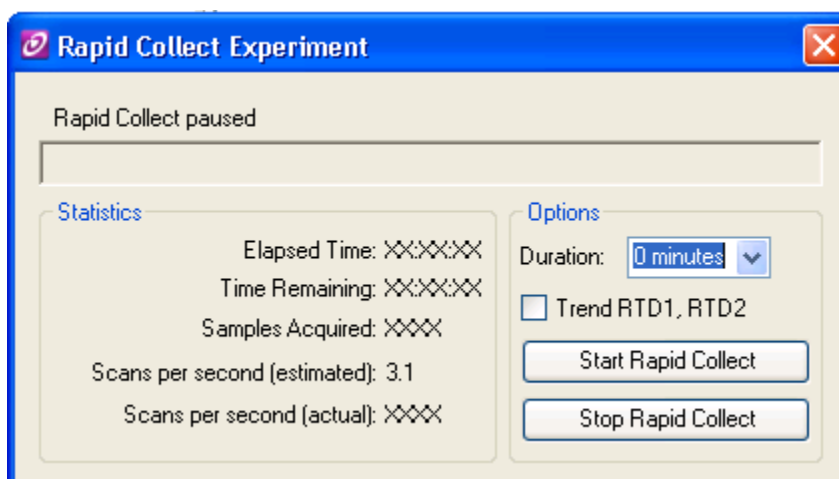 Rapid Collect Experiment
Rapid Collect paused
Statistics
Elapsed Time: XX:XX:XX
Time Remaining: XX:XX:XX
Samples Acquired: XXXX
Scans per second (estimated): 3.1
Scans per second (actual): XXXX
Options
Duration: 0 minutes
Trend RTD1, RTD2
Start Rapid Collect
Stop Rapid Collect